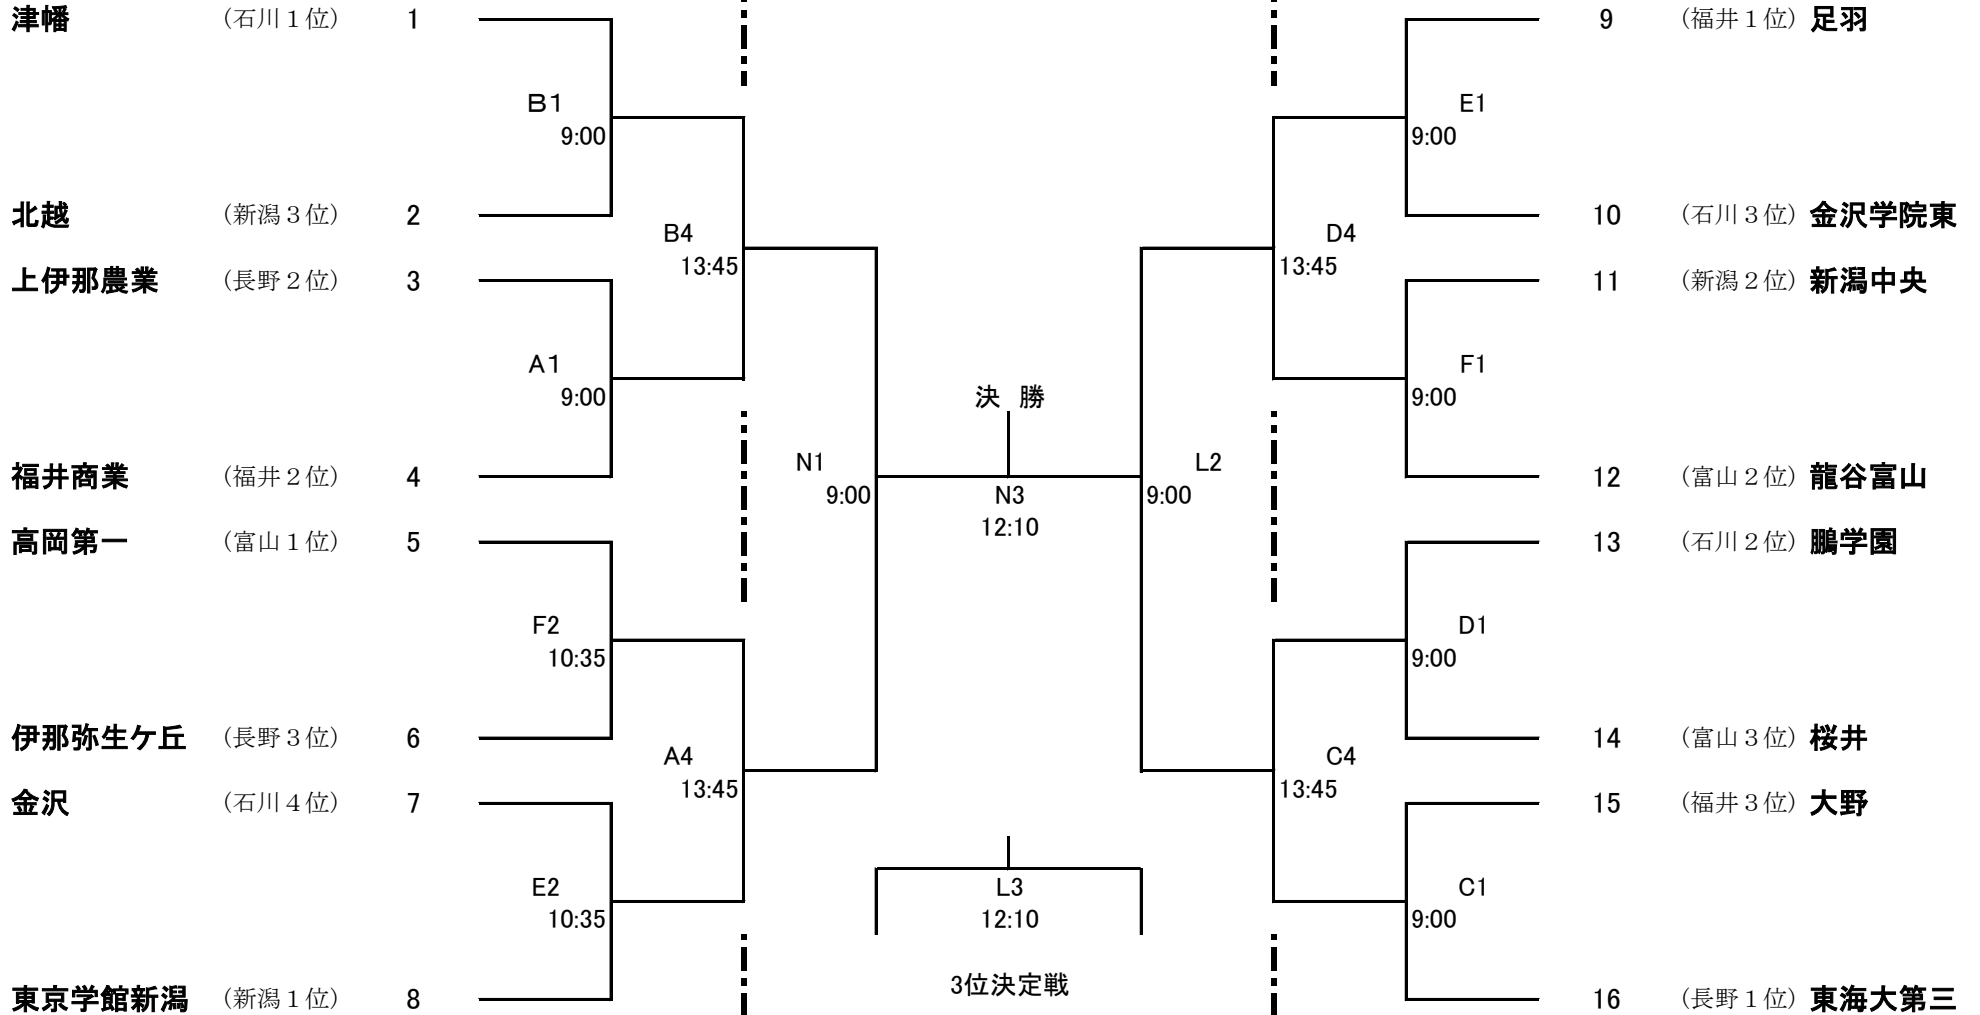 津幡 （石川１位） 1
B1
9:00
北越 （新潟３位） 2
B4
13:45
上伊那農業 （長野２位） 3
A1
9:00
福井商業 （福井２位） 4
N1
9:00
高岡第一 （富山１位） 5
F2
10:35
伊那弥生ケ丘 （長野３位） 6
A4
13:45
金沢 （石川４位） 7
E2
10:35
東京学館新潟 （新潟１位） 8
決 勝
N3
12:10
L3
12:10
3位決定戦
9 （福井１位） 足羽
E1
9:00
10 （石川３位） 金沢学院東
D4
13:45
11 （新潟２位） 新潟中央
F1
9:00
L2
9:00
12 （富山２位） 龍谷富山
13 （石川２位） 鵬学園
D1
9:00
14 （富山３位） 桜井
C4
13:45
15 （福井３位） 大野
C1
9:00
16 （長野１位） 東海大第三